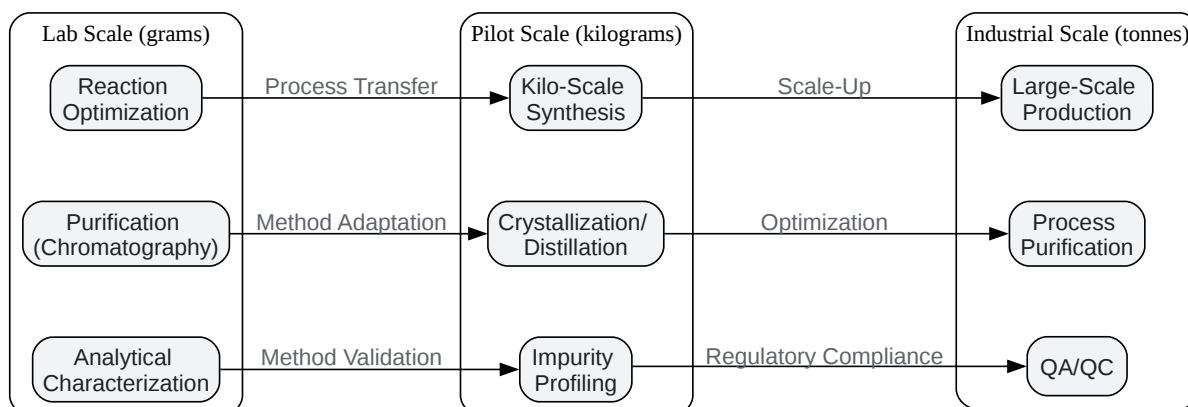 Lab Scale (grams)
Pilot Scale (kilograms)
Industrial Scale (tonnes)
Reaction
Optimization
Process Transfer
Kilo-Scale
Synthesis
Scale-Up
Large-Scale
Production
Purification
(Chromatography)
Method Adaptation
Crystallization/
Distillation
Optimization
Process
Purification
Analytical
Characterization
Method Validation
Impurity
Profiling
Regulatory Compliance
QA/QC